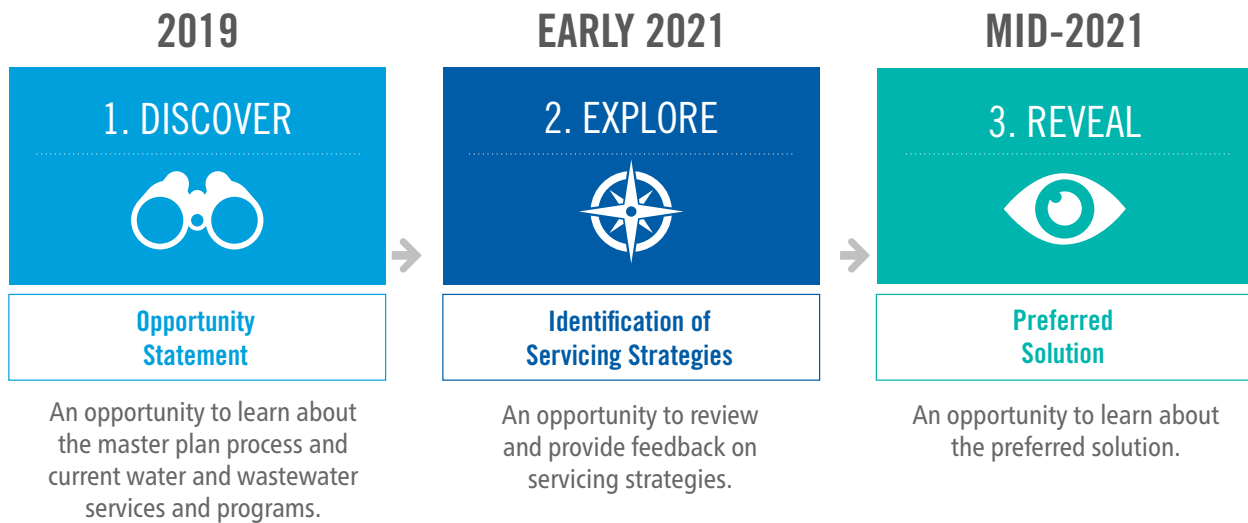 2019
1. DISCOVER
Opportunity
Statement
An opportunity to learn about
the master plan process and
current water and wastewater
services and programs.
EARLY 2021
2. EXPLORE
Identification of
Servicing Strategies
An opportunity to review
and provide feedback on
servicing strategies.
MID-2021
3. REVEAL
Preferred
Solution
An opportunity to learn about
the preferred solution.